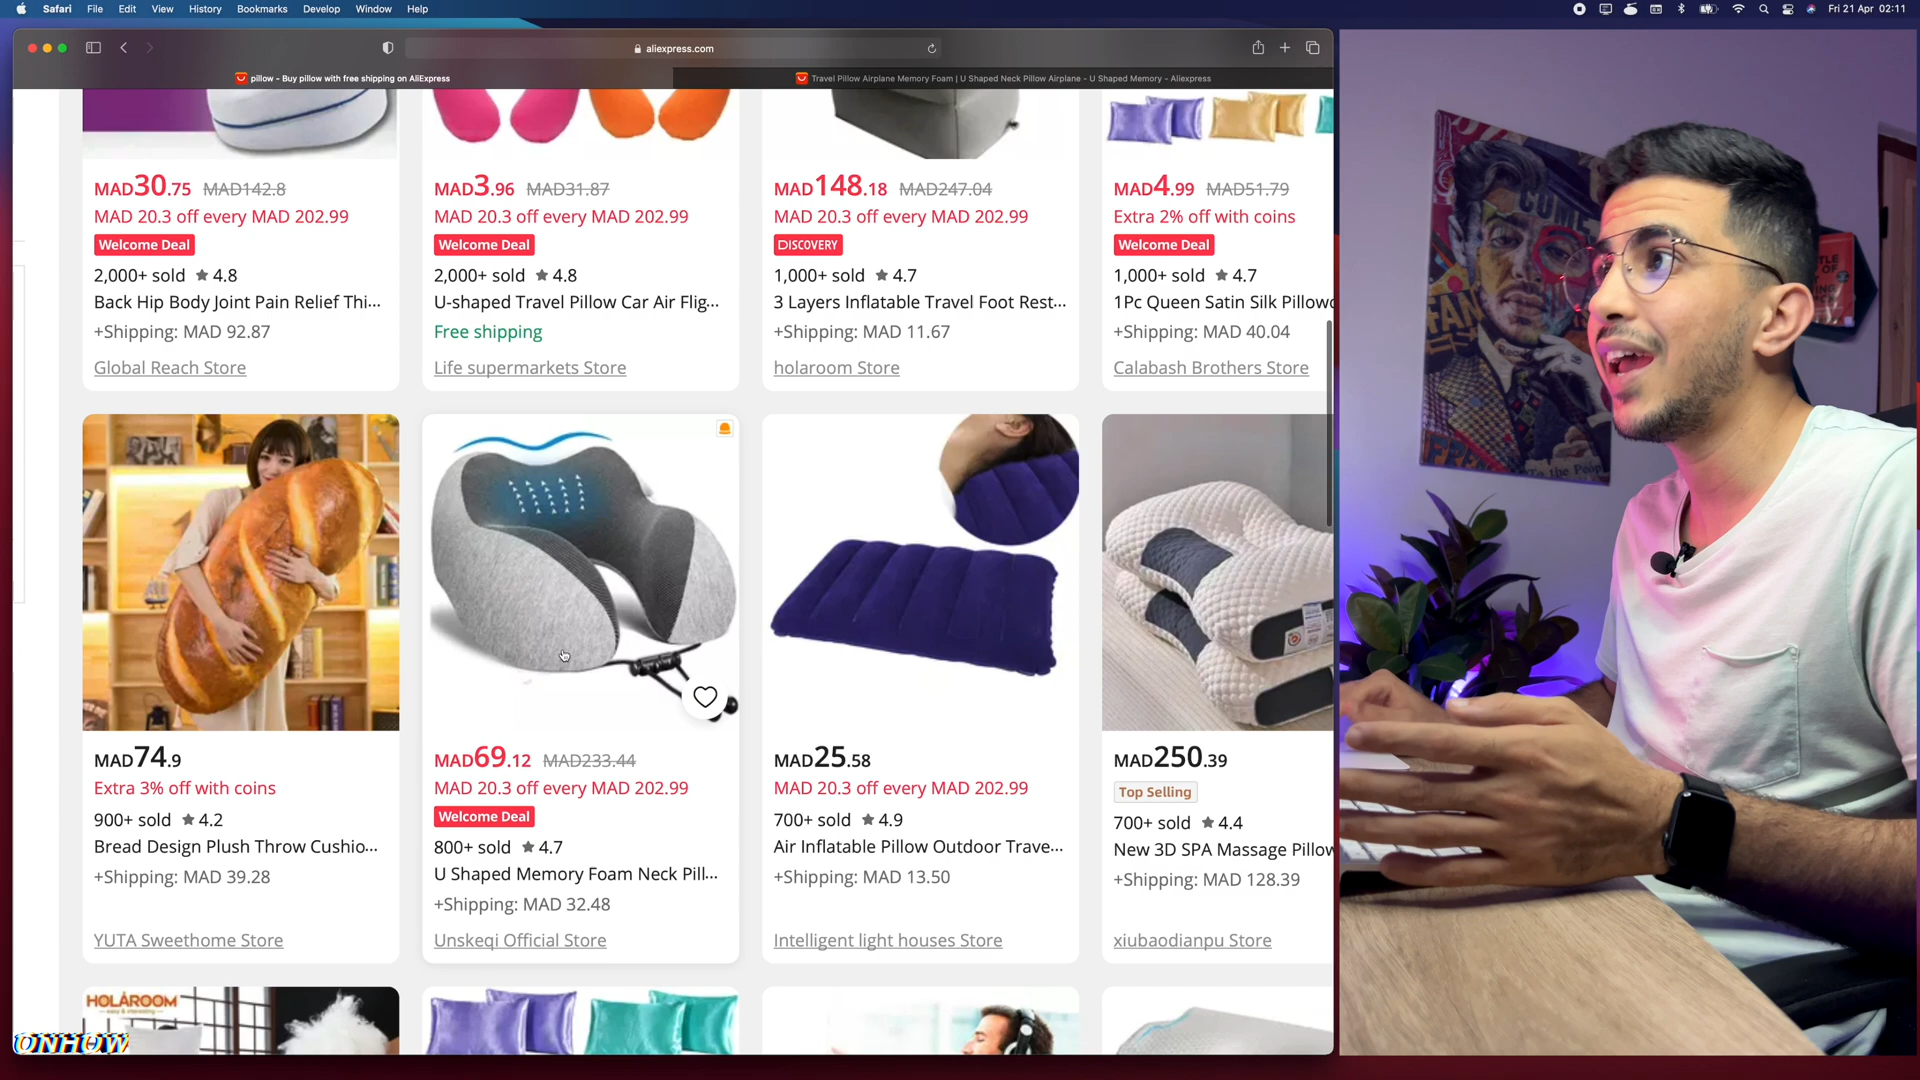 Safari File Edit View History Bookmarks Develop Window Help
Fri 21 Apr 02:11
aliexpress.com
pillow - Buy pillow with free shipping on AliExpress
Travel Pillow Airplane Memory Foam | U Shaped Neck Pillow Airplane - U Shaped Memory - Aliexpress
MAD30.75 MAD142.8
MAD 20.3 off every MAD 202.99
Welcome Deal
2,000+ sold ★ 4.8
Back Hip Body Joint Pain Relief Thi...
+Shipping: MAD 92.87
Global Reach Store
MAD3.96 MAD31.87
MAD 20.3 off every MAD 202.99
Welcome Deal
2,000+ sold ★ 4.8
U-shaped Travel Pillow Car Air Flig...
Free shipping
Life supermarkets Store
MAD148.18 MAD247.04
MAD 20.3 off every MAD 202.99
DISCOVERY
1,000+ sold ★ 4.7
3 Layers Inflatable Travel Foot Rest...
+Shipping: MAD 11.67
holaroom Store
MAD4.99 MAD51.79
Extra 2% off with coins
Welcome Deal
1,000+ sold ★ 4.7
1Pc Queen Satin Silk Pillow
+Shipping: MAD 40.04
Calabash Brothers Store
MAD74.9
Extra 3% off with coins
900+ sold ★ 4.2
Bread Design Plush Throw Cushio...
+Shipping: MAD 39.28
YUTA Sweethome Store
MAD69.12 MAD233.44
MAD 20.3 off every MAD 202.99
Welcome Deal
800+ sold ★ 4.7
U Shaped Memory Foam Neck Pill...
+Shipping: MAD 32.48
Unskeqi Official Store
MAD25.58
MAD 20.3 off every MAD 202.99
700+ sold ★ 4.9
Air Inflatable Pillow Outdoor Trave...
+Shipping: MAD 13.50
Intelligent light houses Store
MAD250.39
Top Selling
700+ sold ★ 4.4
New 3D SPA Massage Pillow
+Shipping: MAD 128.39
xiubaodianpu Store
HOLÁROOM
easy & interesting
ONHOW